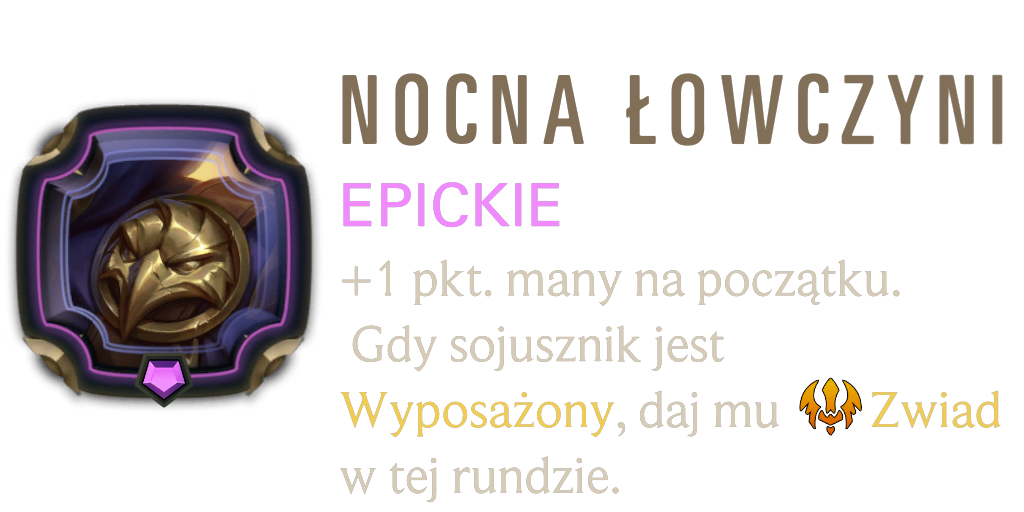 NOCNA ŁOWCZYNI
EPICKIE
+1 pkt. many na początku.
Gdy sojusznik jest
Wyposażony, daj mu Zwiad
w tej rundzie.